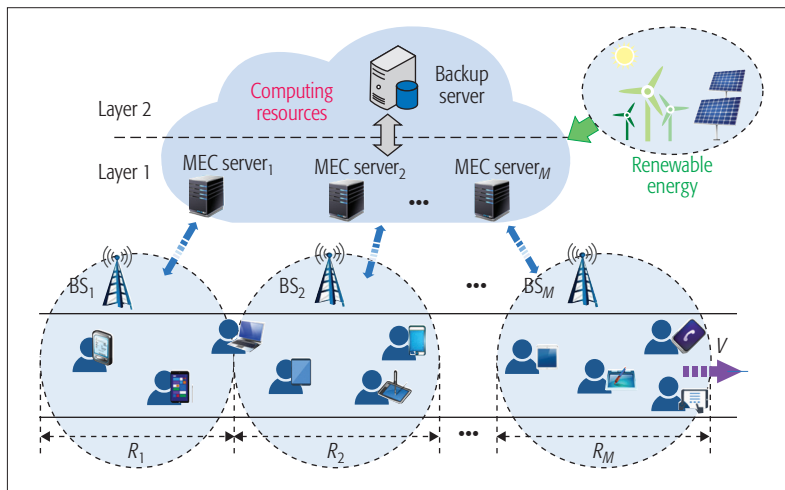 Computing
resources
Backup
server
Layer 2
Layer 1
MEC server1
MEC server2
MEC serverM
...
Renewable
energy
BS1
BS2
...
BSM
V
R1
R2
...
RM